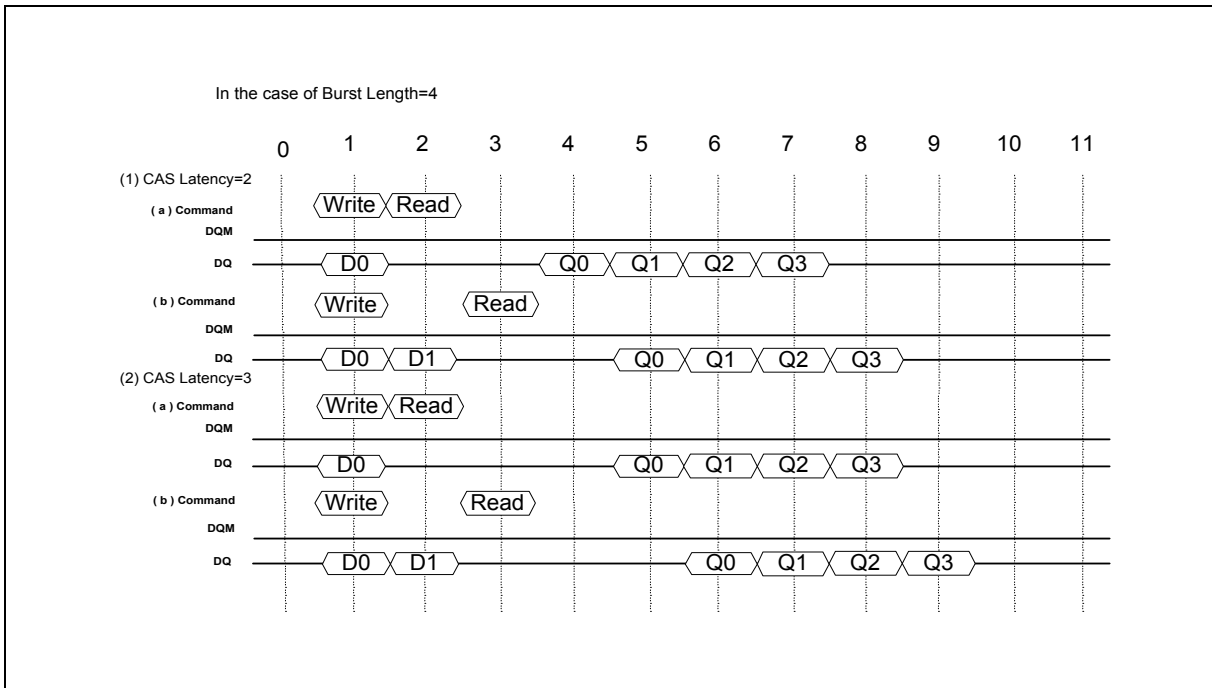 In the case of Burst Length=4
0 1 2 3 4 5 6 7 8 9 10 11
(1) CAS Latency=2
( a ) Command Write Read
DQM
DQ D0 Q0 Q1 Q2 Q3
( b ) Command Write Read
DQM
DQ D0 D1 Q0 Q1 Q2 Q3
(2) CAS Latency=3
( a ) Command Write Read
DQM
DQ D0 Q0 Q1 Q2 Q3
( b ) Command Write Read
DQM
DQ D0 D1 Q0 Q1 Q2 Q3